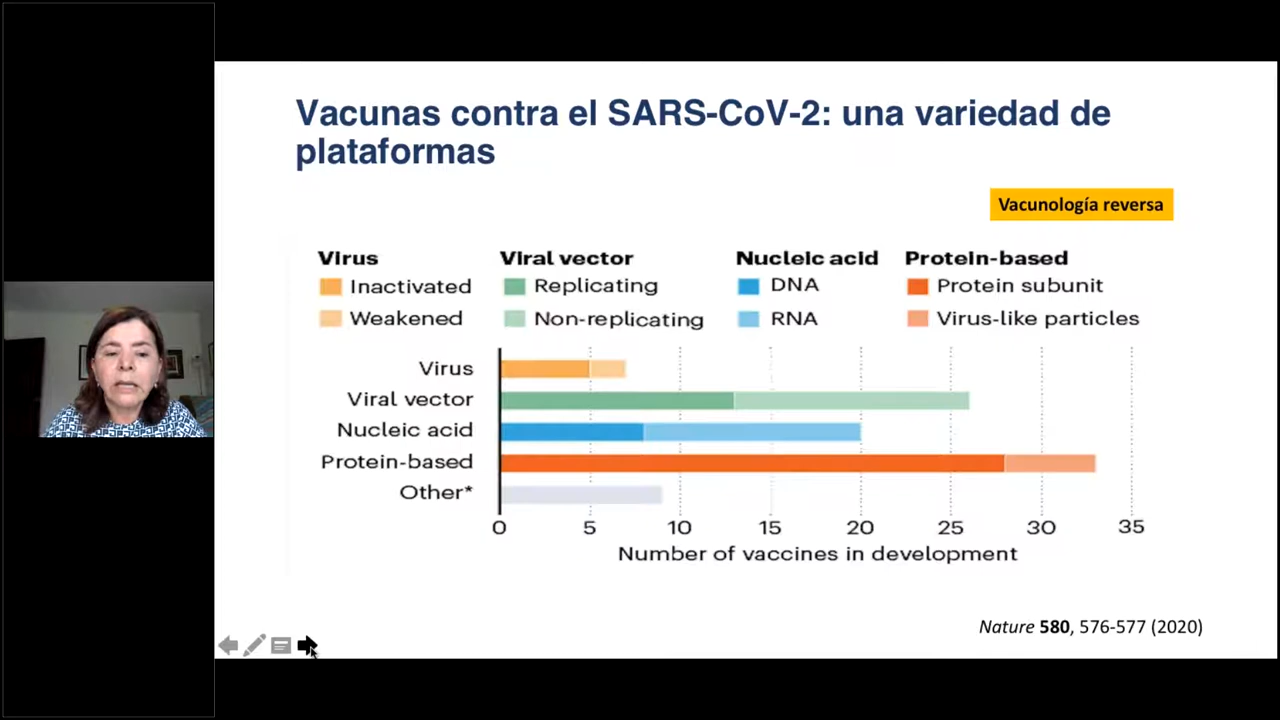 Vacunas contra el SARS-CoV-2: una variedad de
plataformas
Vacunología reversa
Virus Viral vector Nucleic acid Protein-based
Inactivated Replicating DNA Protein subunit
Weakened Non-replicating RNA Virus-like particles
Virus
Viral vector
Nucleic acid
Protein-based
Other*
0 5 10 15 20 25 30 35
Number of vaccines in development
Nature 580, 576-577 (2020)